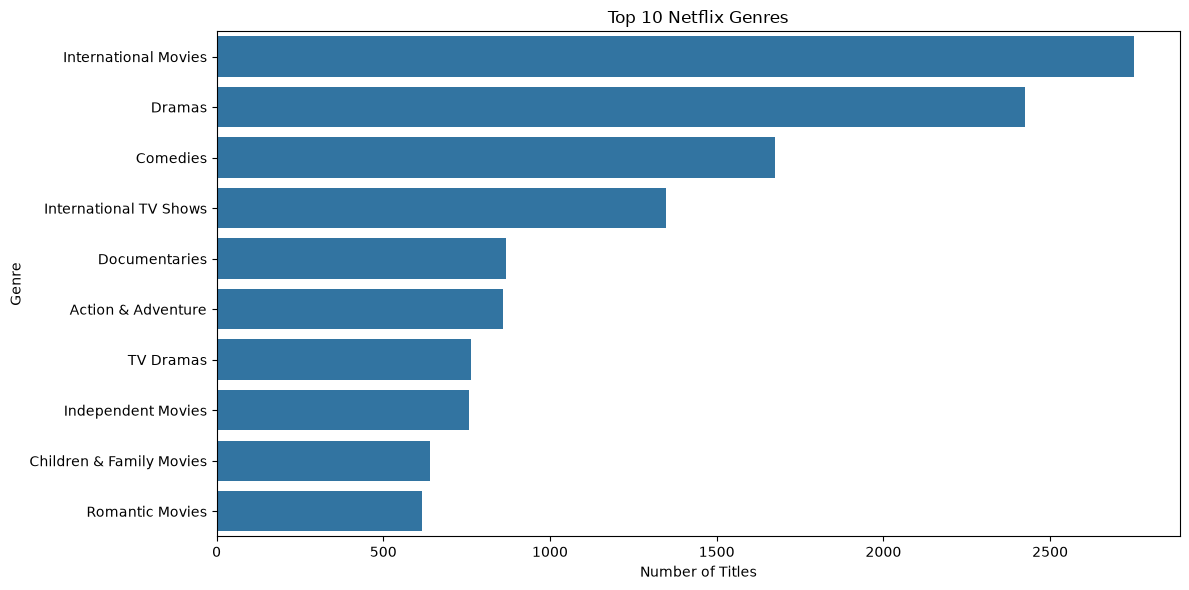 Top 10 Netflix Genres
Genre
International Movies
Dramas
Comedies
International TV Shows
Documentaries
Action & Adventure
TV Dramas
Independent Movies
Children & Family Movies
Romantic Movies
0 500 1000 1500 2000 2500
Number of Titles